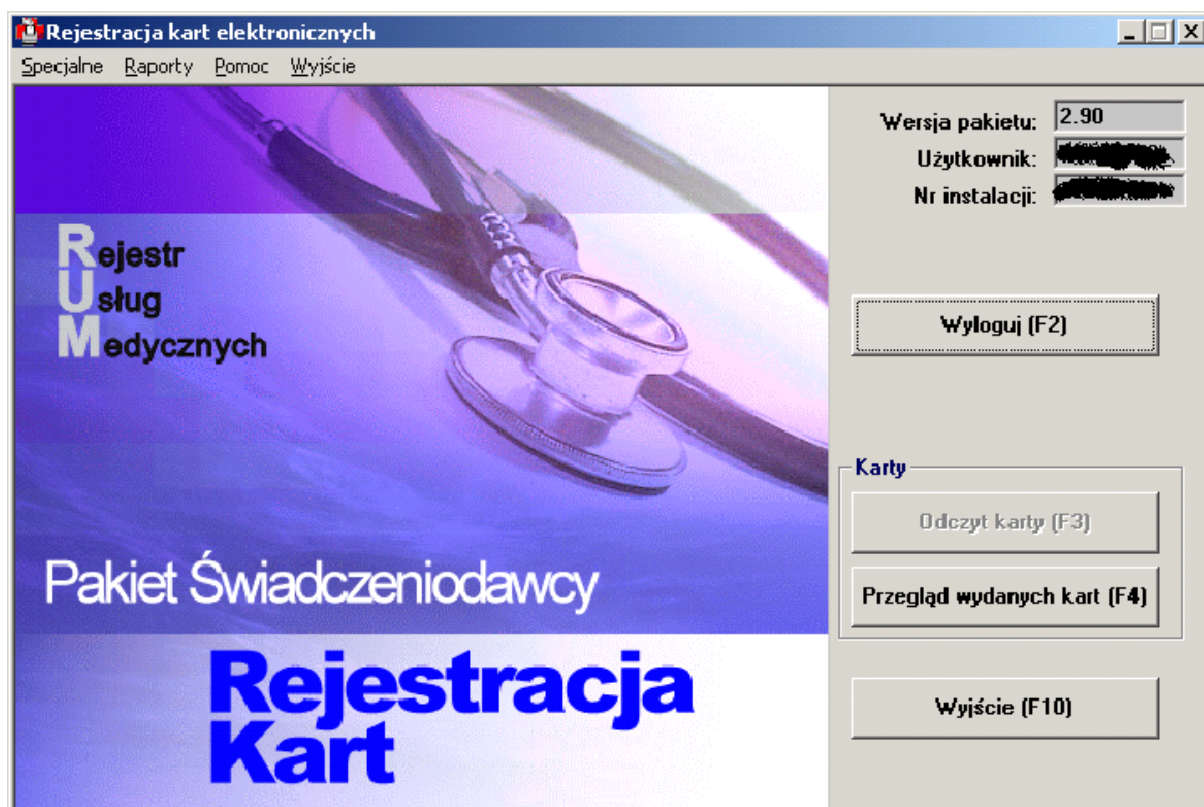 Rejestracja kart elektronicznych
Specjalne Raporty Pomoc Wyjście
Wersja pakietu: 2.90
Użytkownik:
Nr instalacji:
Rejestr
Usług
Medycznych
Wyloguj (F2)
Karty
Odczyt karty (F3)
Przegląd wydanych kart (F4)
Pakiet Świadczeniodawcy
Rejestracja
Kart
Wyjście (F10)